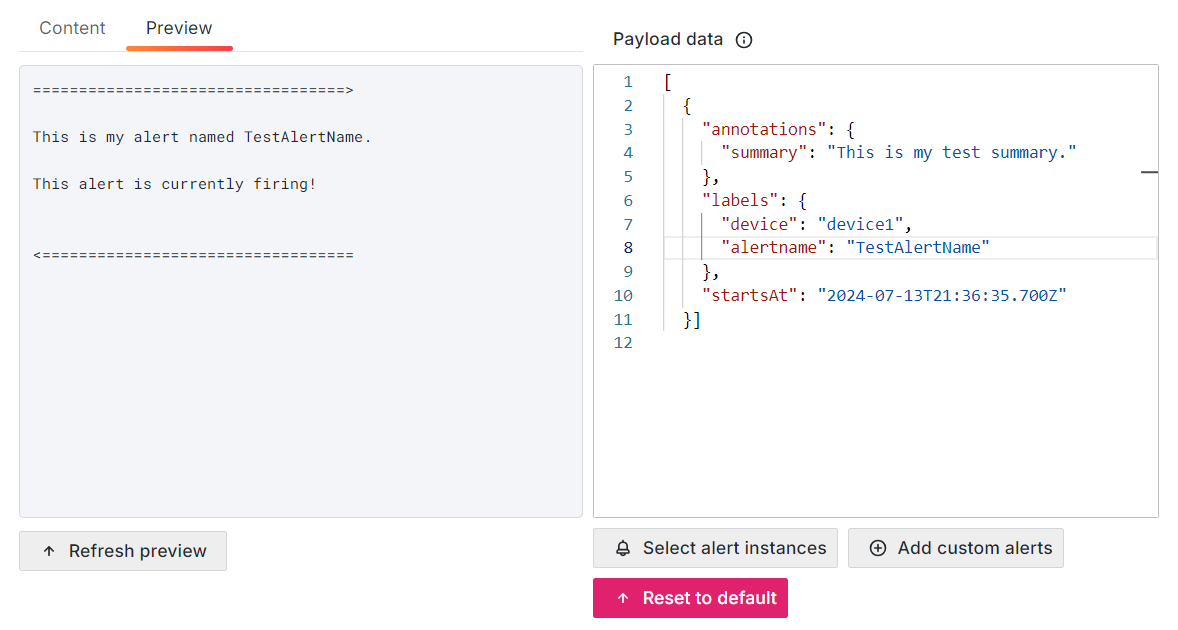 Content Preview
==================================>
This is my alert named TestAlertName.
This alert is currently firing!
<==================================
Refresh preview
Payload data
1 [
2 {
3 "annotations": {
4 "summary": "This is my test summary."
5 },
6 "labels": {
7 "device": "device1",
8 "alertname": "TestAlertName"
9 },
10 "startsAt": "2024-07-13T21:36:35.700Z"
11 }]
12
Select alert instances Add custom alerts
Reset to default